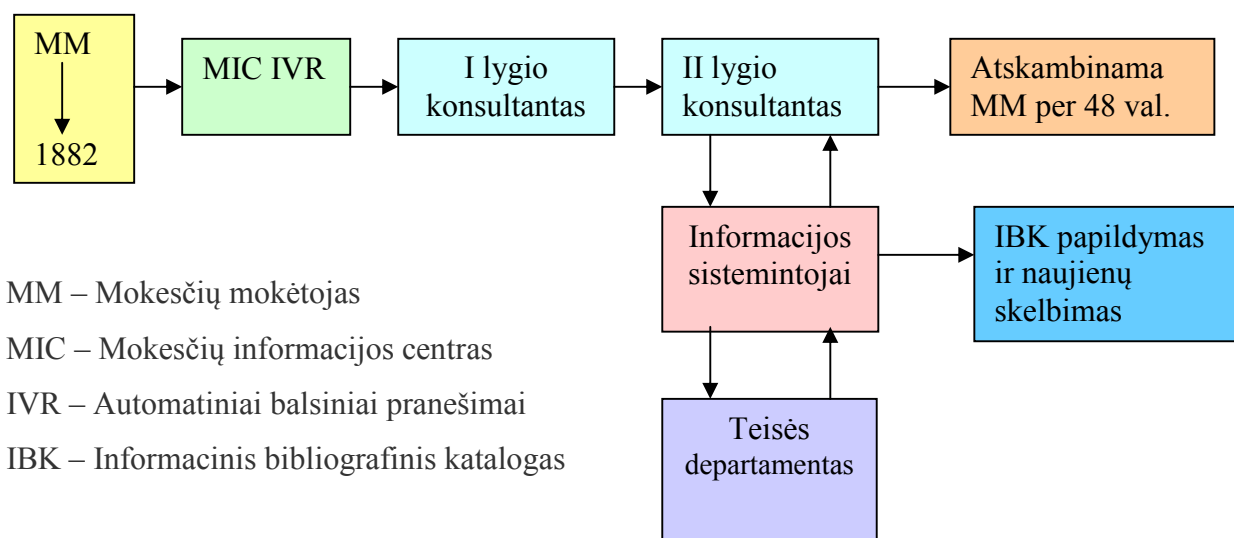 MM
1882
MIC IVR
I lygio
konsultantas
II lygio
konsultantas
Atskambinama
MM per 48 val.
Informacijos
sistemintojai
IBK papildymas
ir naujienų
skelbimas
Teisės
departamentas
MM – Mokesčių mokėtojas
MIC – Mokesčių informacijos centras
IVR – Automatiniai balsiniai pranešimai
IBK – Informacinis bibliografinis katalogas